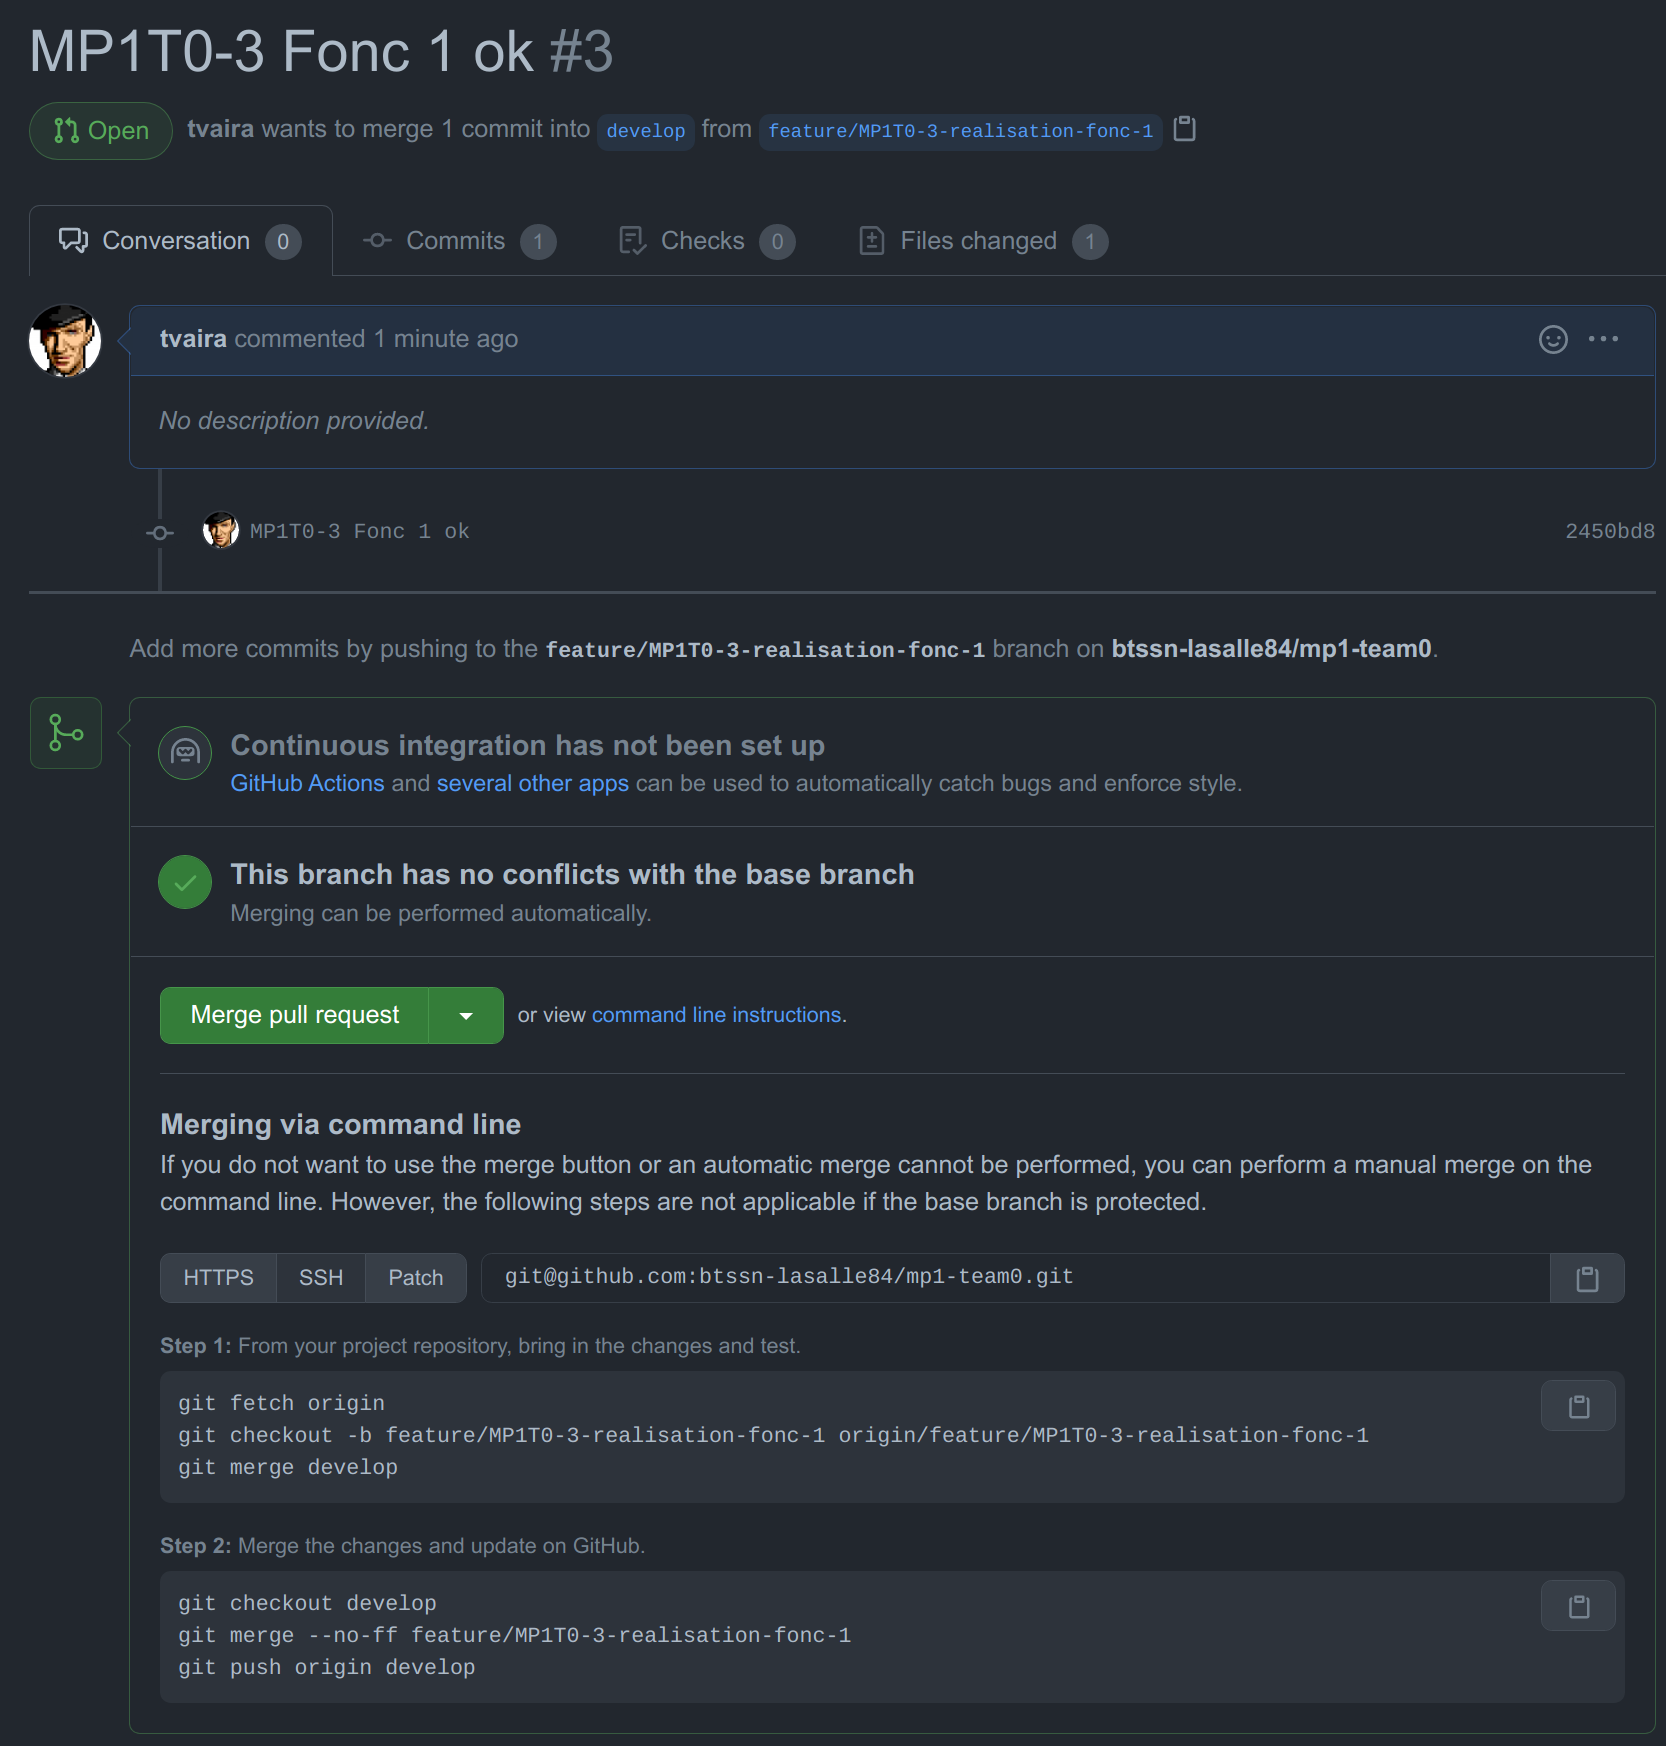 MP1T0-3 Fonc 1 ok #3
Open tvaira wants to merge 1 commit into develop from feature/MP1T0-3-realisation-fonc-1
Conversation 0 Commits 1 Checks 0 Files changed 1
tvaira commented 1 minute ago
No description provided.
MP1T0-3 Fonc 1 ok 2450bd8
Add more commits by pushing to the feature/MP1T0-3-realisation-fonc-1 branch on btssn-lasalle84/mp1-team0.
Continuous integration has not been set up
GitHub Actions and several other apps can be used to automatically catch bugs and enforce style.
This branch has no conflicts with the base branch
Merging can be performed automatically.
Merge pull request or view command line instructions.
Merging via command line
If you do not want to use the merge button or an automatic merge cannot be performed, you can perform a manual merge on the
command line. However, the following steps are not applicable if the base branch is protected.
HTTPS SSH Patch git@github.com:btssn-lasalle84/mp1-team0.git
Step 1: From your project repository, bring in the changes and test.
git fetch origin
git checkout -b feature/MP1T0-3-realisation-fonc-1 origin/feature/MP1T0-3-realisation-fonc-1
git merge develop
Step 2: Merge the changes and update on GitHub.
git checkout develop
git merge --no-ff feature/MP1T0-3-realisation-fonc-1
git push origin develop